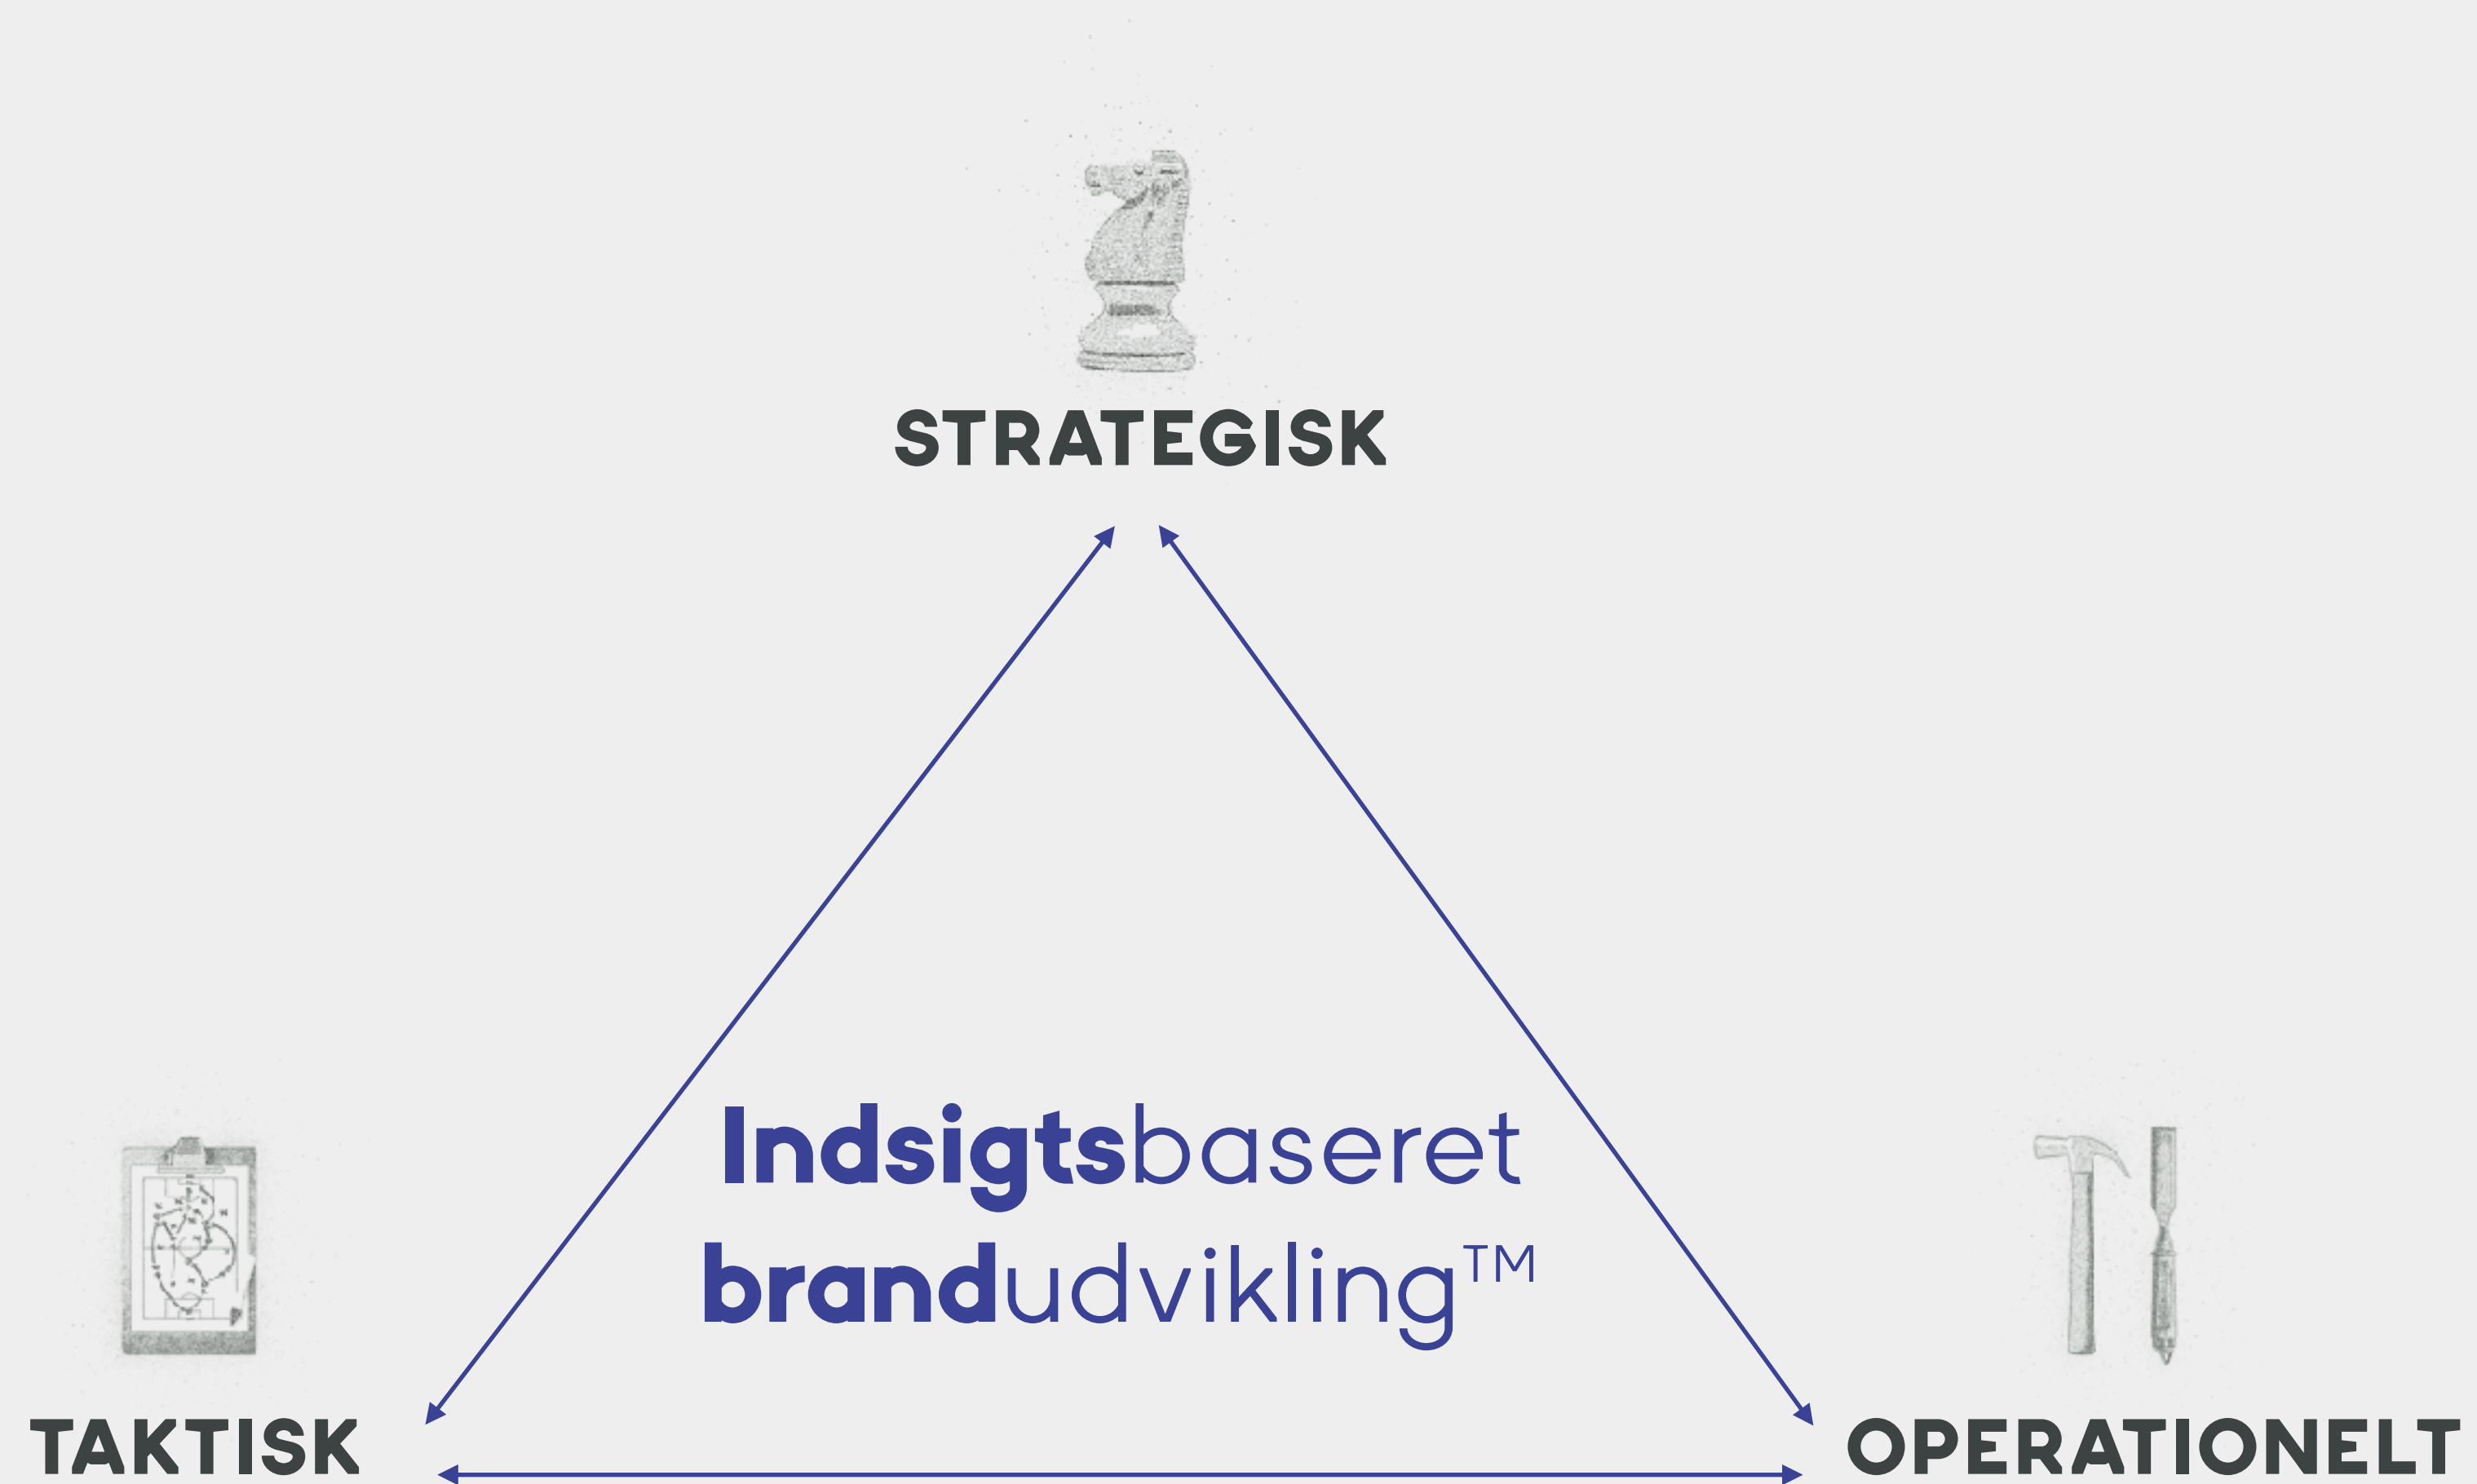 STRATEGISK
Indsigtsbaseret
brandudvikling™
TAKTISK
OPERATIONELT